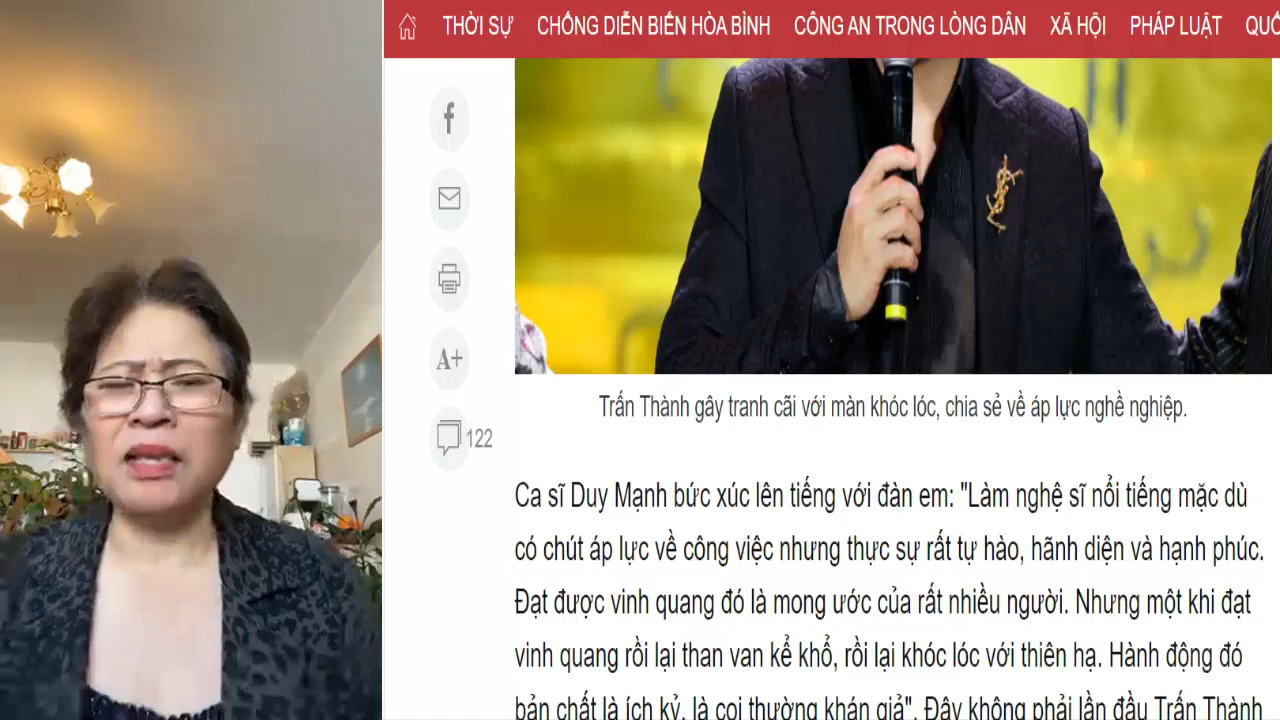 THỜI SỰ CHỐNG DIỄN BIẾN HÒA BÌNH CÔNG AN TRONG LÒNG DÂN XÃ HỘI PHÁP LUẬT
A+
122
Trấn Thành gây tranh cãi với màn khóc lóc, chia sẻ về áp lực nghề nghiệp.
Ca sĩ Duy Mạnh bức xúc lên tiếng với đàn em: "Làm nghệ sĩ nổi tiếng mặc dù
có chút áp lực về công việc nhưng thực sự rất tự hào, hãnh diện và hạnh phúc.
Đạt được vinh quang đó là mong ước của rất nhiều người. Nhưng một khi đạt
vinh quang rồi lại than van kể khổ, rồi lại khóc lóc với thiên hạ. Hành động đó
bản chất là ích kỷ, là coi thường khán giả". Đây không phải lần đầu Trấn Thành